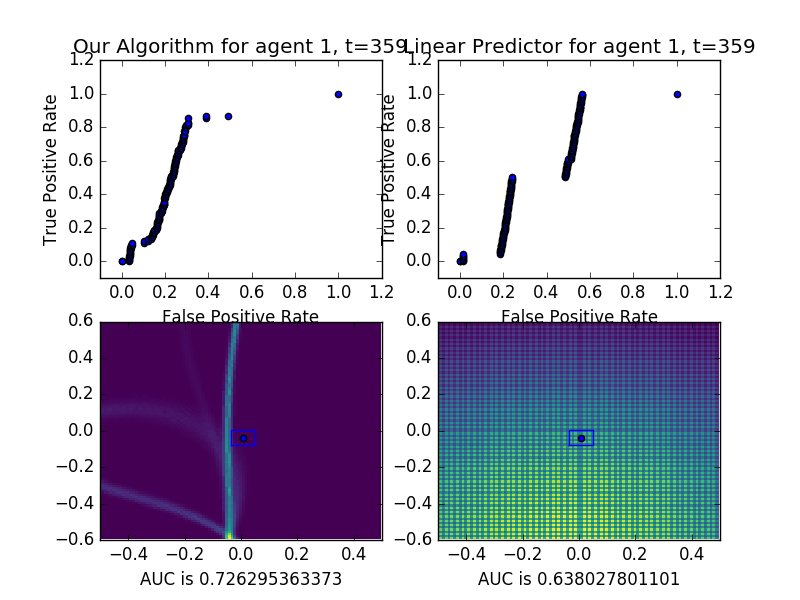 Our Algorithm for agent 1, t=359
Linear Predictor for agent 1, t=359
True Positive Rate
1.2
1.0
0.8
0.6
0.4
0.2
0.0
0.0 0.2 0.4 0.6 0.8 1.0 1.2
False Positive Rate
True Positive Rate
1.2
1.0
0.8
0.6
0.4
0.2
0.0
0.0 0.2 0.4 0.6 0.8 1.0 1.2
False Positive Rate
0.6
0.4
0.2
0.0
−0.2
−0.4
−0.6
−0.4 −0.2 0.0 0.2 0.4
AUC is 0.726295363373
0.6
0.4
0.2
0.0
−0.2
−0.4
−0.6
−0.4 −0.2 0.0 0.2 0.4
AUC is 0.638027801101